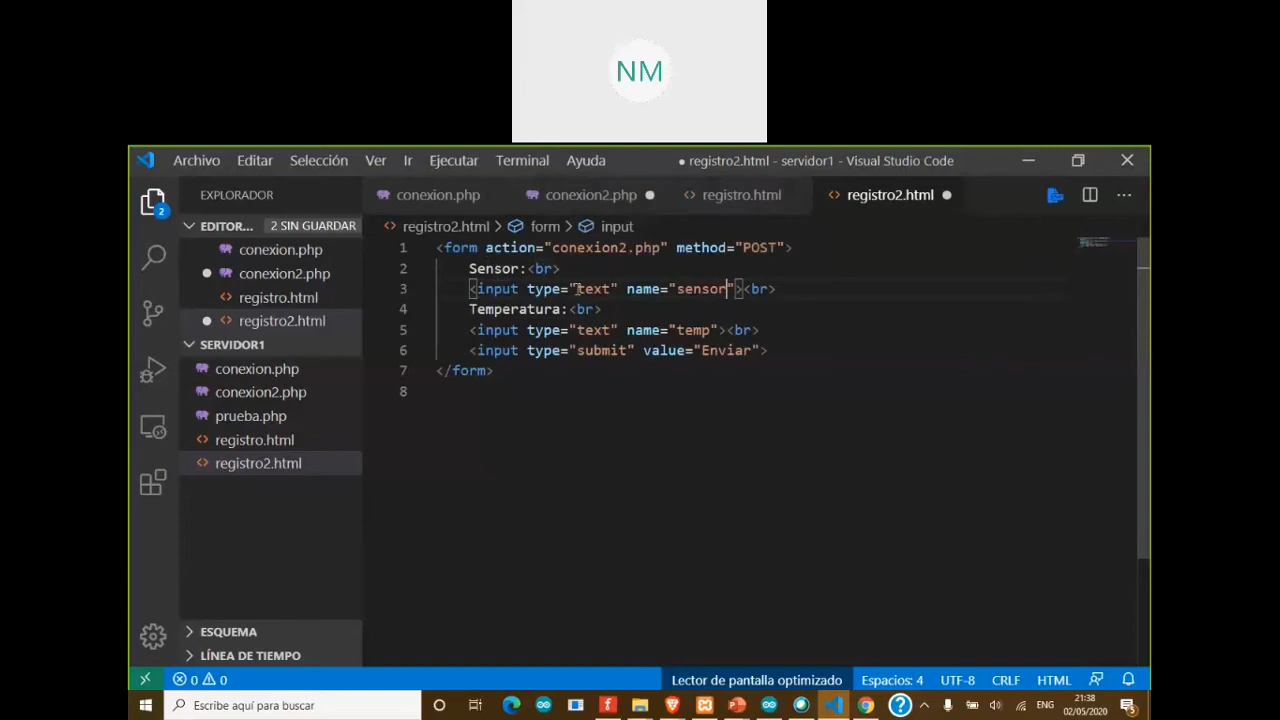 NM
Archivo Editar Selección Ver Ir Ejecutar Terminal Ayuda ● registro2.html - servidor1 - Visual Studio Code
EXPLORADOR
conexion.php conexion2.php registro.html registro2.html
EDITOR... 2 SIN GUARDAR
conexion.php
conexion2.php
registro.html
registro2.html
SERVIDOR1
conexion.php
conexion2.php
prueba.php
registro.html
registro2.html
ESQUEMA
LÍNEA DE TIEMPO
2
registro2.html > form > input
1 <form action="conexion2.php" method="POST">
2 Sensor:<br>
3 <input type="text" name="sensor"><br>
4 Temperatura:<br>
5 <input type="text" name="temp"><br>
6 <input type="submit" value="Enviar">
7 </form>
8
0 0 Lector de pantalla optimizado Espacios: 4 UTF-8 CRLF HTML
Escribe aquí para buscar
ENG 21:38
02/05/2020
5